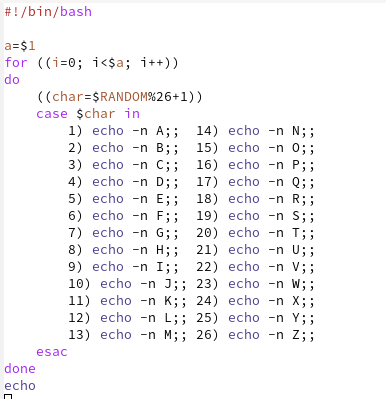 #!/bin/bash

a=$1
for ((i=0; i<$a; i++))
do
    ((char=$RANDOM%26+1))
    case $char in
        1) echo -n A;;  14) echo -n N;;
        2) echo -n B;;  15) echo -n O;;
        3) echo -n C;;  16) echo -n P;;
        4) echo -n D;;  17) echo -n Q;;
        5) echo -n E;;  18) echo -n R;;
        6) echo -n F;;  19) echo -n S;;
        7) echo -n G;;  20) echo -n T;;
        8) echo -n H;;  21) echo -n U;;
        9) echo -n I;;  22) echo -n V;;
        10) echo -n J;; 23) echo -n W;;
        11) echo -n K;; 24) echo -n X;;
        12) echo -n L;; 25) echo -n Y;;
        13) echo -n M;; 26) echo -n Z;;
    esac
done
echo